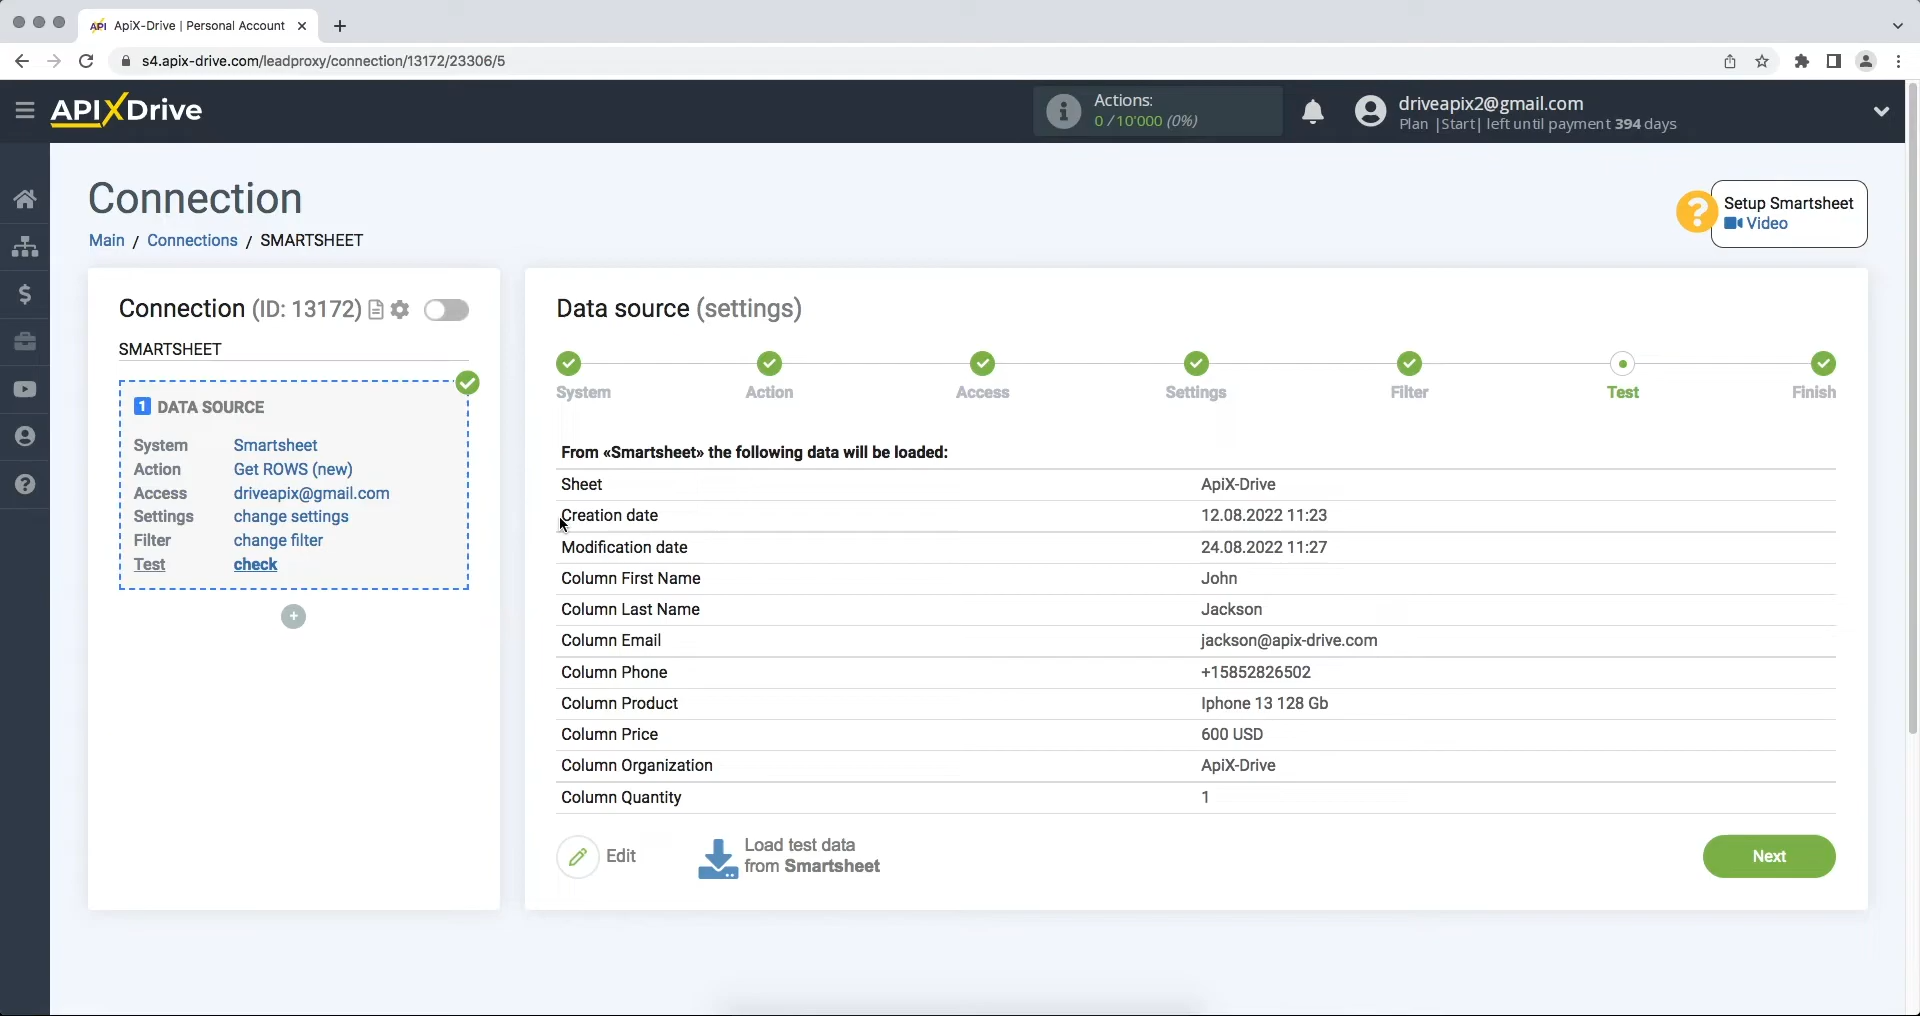 API ApiX-Drive | Personal Account
s4.apix-drive.com/leadproxy/connection/13172/23306/5
APIXDrive
Actions:
0 / 10'000 (0%)
driveapix2@gmail.com
Plan |Start| left until payment 394 days
Connection
Main / Connections / SMARTSHEET
Setup Smartsheet
Video
Connection (ID: 13172)
SMARTSHEET
1 DATA SOURCE
System Smartsheet
Action Get ROWS (new)
Access driveapix@gmail.com
Settings change settings
Filter change filter
Test check
Data source (settings)
System Action Access Settings Filter Test Finish
From «Smartsheet» the following data will be loaded:
Sheet ApiX-Drive
Creation date 12.08.2022 11:23
Modification date 24.08.2022 11:27
Column First Name John
Column Last Name Jackson
Column Email jackson@apix-drive.com
Column Phone +15852826502
Column Product Iphone 13 128 Gb
Column Price 600 USD
Column Organization ApiX-Drive
Column Quantity 1
Edit
Load test data
from Smartsheet
Next